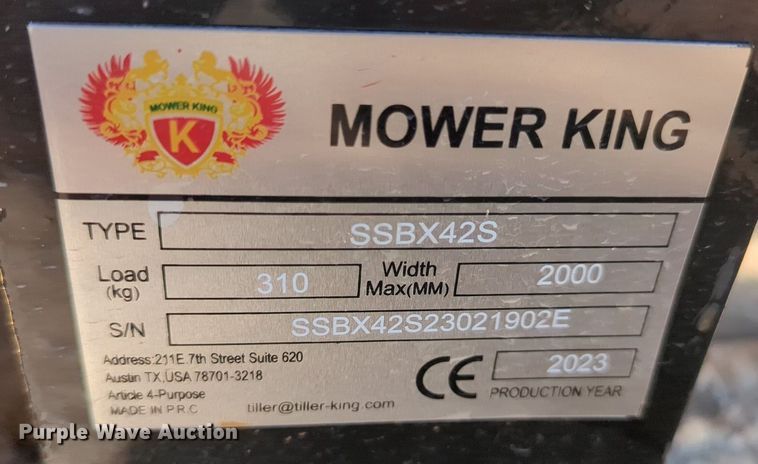 MOWER KING
K
MOWER KING
TYPE SSBX42S
Load (kg) 310 Width Max(MM) 2000
S/N SSBX42S23021902E
Address:211E.7th Street Suite 620
Austin TX,USA 78701-3218
Article 4-Purpose
MADE IN P.R.C
tiller@tiller-king.com
CE
2023
PRODUCTION YEAR
Purple Wave Auction